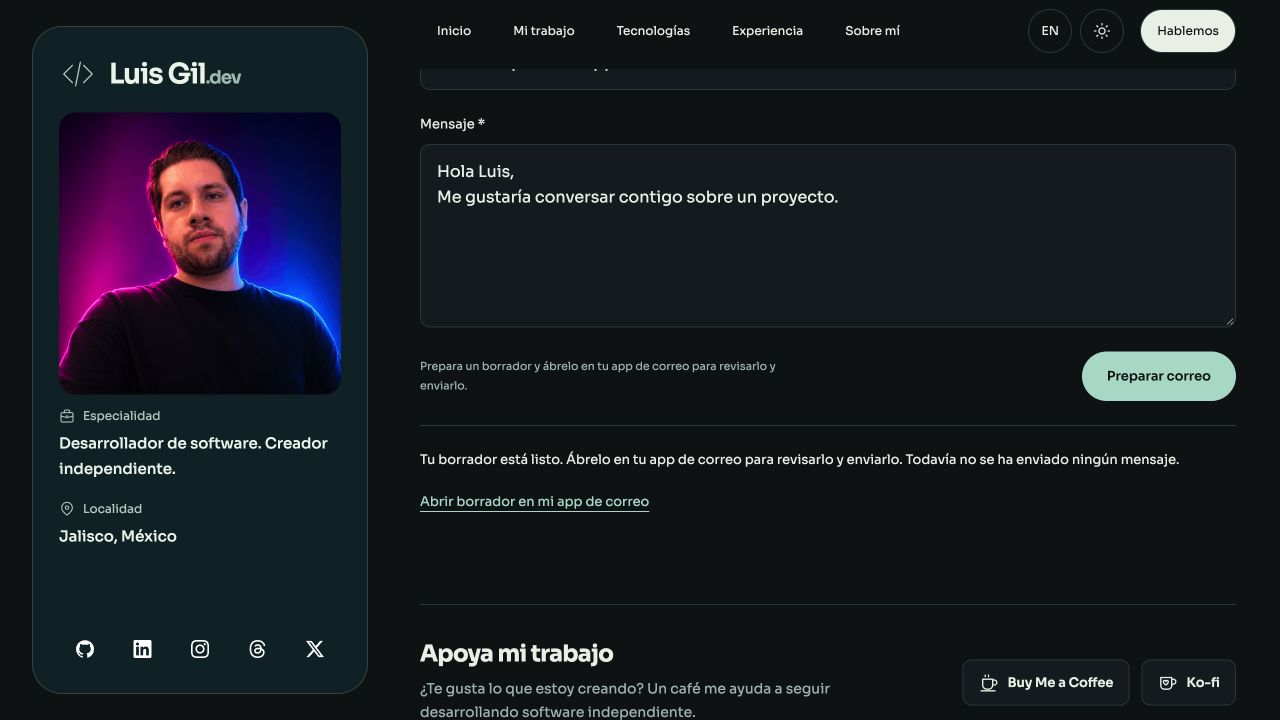 Inicio
Mi trabajo
Tecnologías
Experiencia
Sobre mí
EN
Hablemos
</> Luis Gil.dev
Especialidad
Desarrollador de software. Creador
independiente.
Localidad
Jalisco, México
Mensaje *
Hola Luis,
Me gustaría conversar contigo sobre un proyecto.
Prepara un borrador y ábrelo en tu app de correo para revisarlo y
enviarlo.
Preparar correo
Tu borrador está listo. Ábrelo en tu app de correo para revisarlo y enviarlo. Todavía no se ha enviado ningún mensaje.
Abrir borrador en mi app de correo
Apoya mi trabajo
¿Te gusta lo que estoy creando? Un café me ayuda a seguir
desarrollando software independiente.
Buy Me a Coffee
Ko-fi